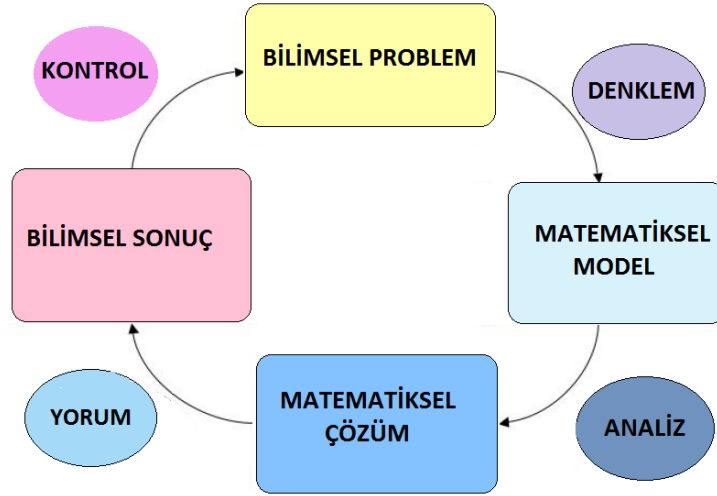 BİLİMSEL PROBLEM
KONTROL
DENKLEM
BİLİMSEL SONUÇ
MATEMATİKSEL
MODEL
MATEMATİKSEL
ÇÖZÜM
YORUM
ANALİZ